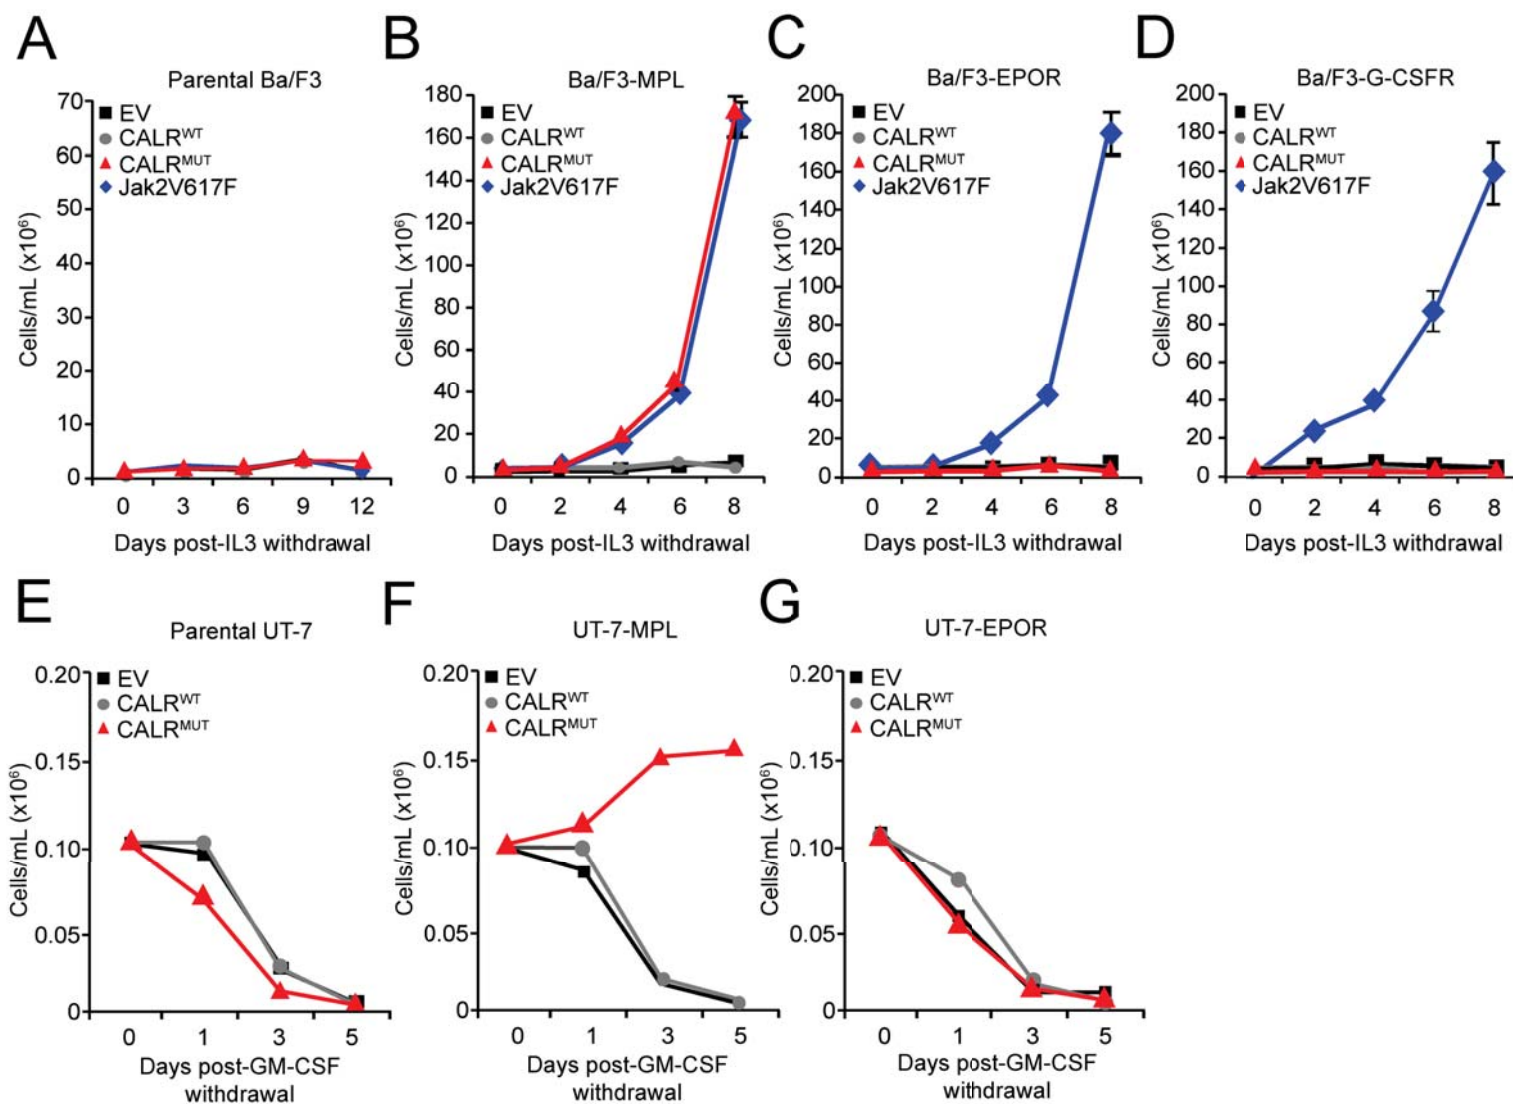 A
Parental Ba/F3
70
60
50
40
30
20
10
0
Cells/mL (x10⁶)
EV
CALRᵂᵀ
CALRᴹᵁᵀ
Jak2V617F
0 3 6 9 12
Days post-IL3 withdrawal
B
Ba/F3-MPL
180
160
140
120
100
80
60
40
20
0
Cells/mL (x10⁶)
EV
CALRᵂᵀ
CALRᴹᵁᵀ
Jak2V617F
0 2 4 6 8
Days post-IL3 withdrawal
C
Ba/F3-EPOR
200
180
160
140
120
100
80
60
40
20
0
Cells/mL (x10⁶)
EV
CALRᵂᵀ
CALRᴹᵁᵀ
Jak2V617F
0 2 4 6 8
Days post-IL3 withdrawal
D
Ba/F3-G-CSFR
200
180
160
140
120
100
80
60
40
20
0
Cells/mL (x10⁶)
EV
CALRᵂᵀ
CALRᴹᵁᵀ
Jak2V617F
0 2 4 6 8
Days post-IL3 withdrawal
E
Parental UT-7
0.20
0.15
0.10
0.05
0
Cells/mL (x10⁶)
EV
CALRᵂᵀ
CALRᴹᵁᵀ
0 1 3 5
Days post-GM-CSF
withdrawal
F
UT-7-MPL
0.20
0.15
0.10
0.05
0
Cells/mL (x10⁶)
EV
CALRᵂᵀ
CALRᴹᵁᵀ
0 1 3 5
Days post-GM-CSF
withdrawal
G
UT-7-EPOR
0.20
0.15
0.10
0.05
0
Cells/mL (x10⁶)
EV
CALRᵂᵀ
CALRᴹᵁᵀ
0 1 3 5
Days post-GM-CSF
withdrawal